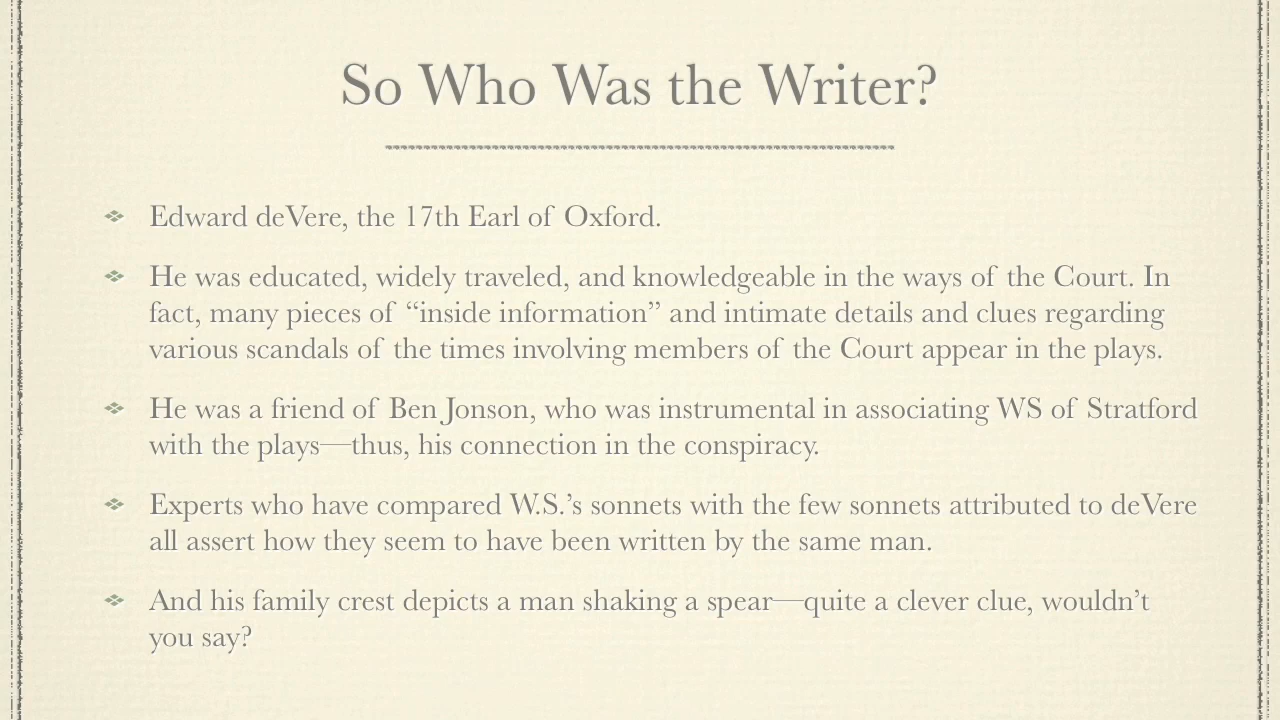 So Who Was the Writer?
Edward deVere, the 17th Earl of Oxford.
He was educated, widely traveled, and knowledgeable in the ways of the Court. In
fact, many pieces of “inside information” and intimate details and clues regarding
various scandals of the times involving members of the Court appear in the plays.
He was a friend of Ben Jonson, who was instrumental in associating WS of Stratford
with the plays—thus, his connection in the conspiracy.
Experts who have compared W.S.’s sonnets with the few sonnets attributed to deVere
all assert how they seem to have been written by the same man.
And his family crest depicts a man shaking a spear—quite a clever clue, wouldn’t
you say?